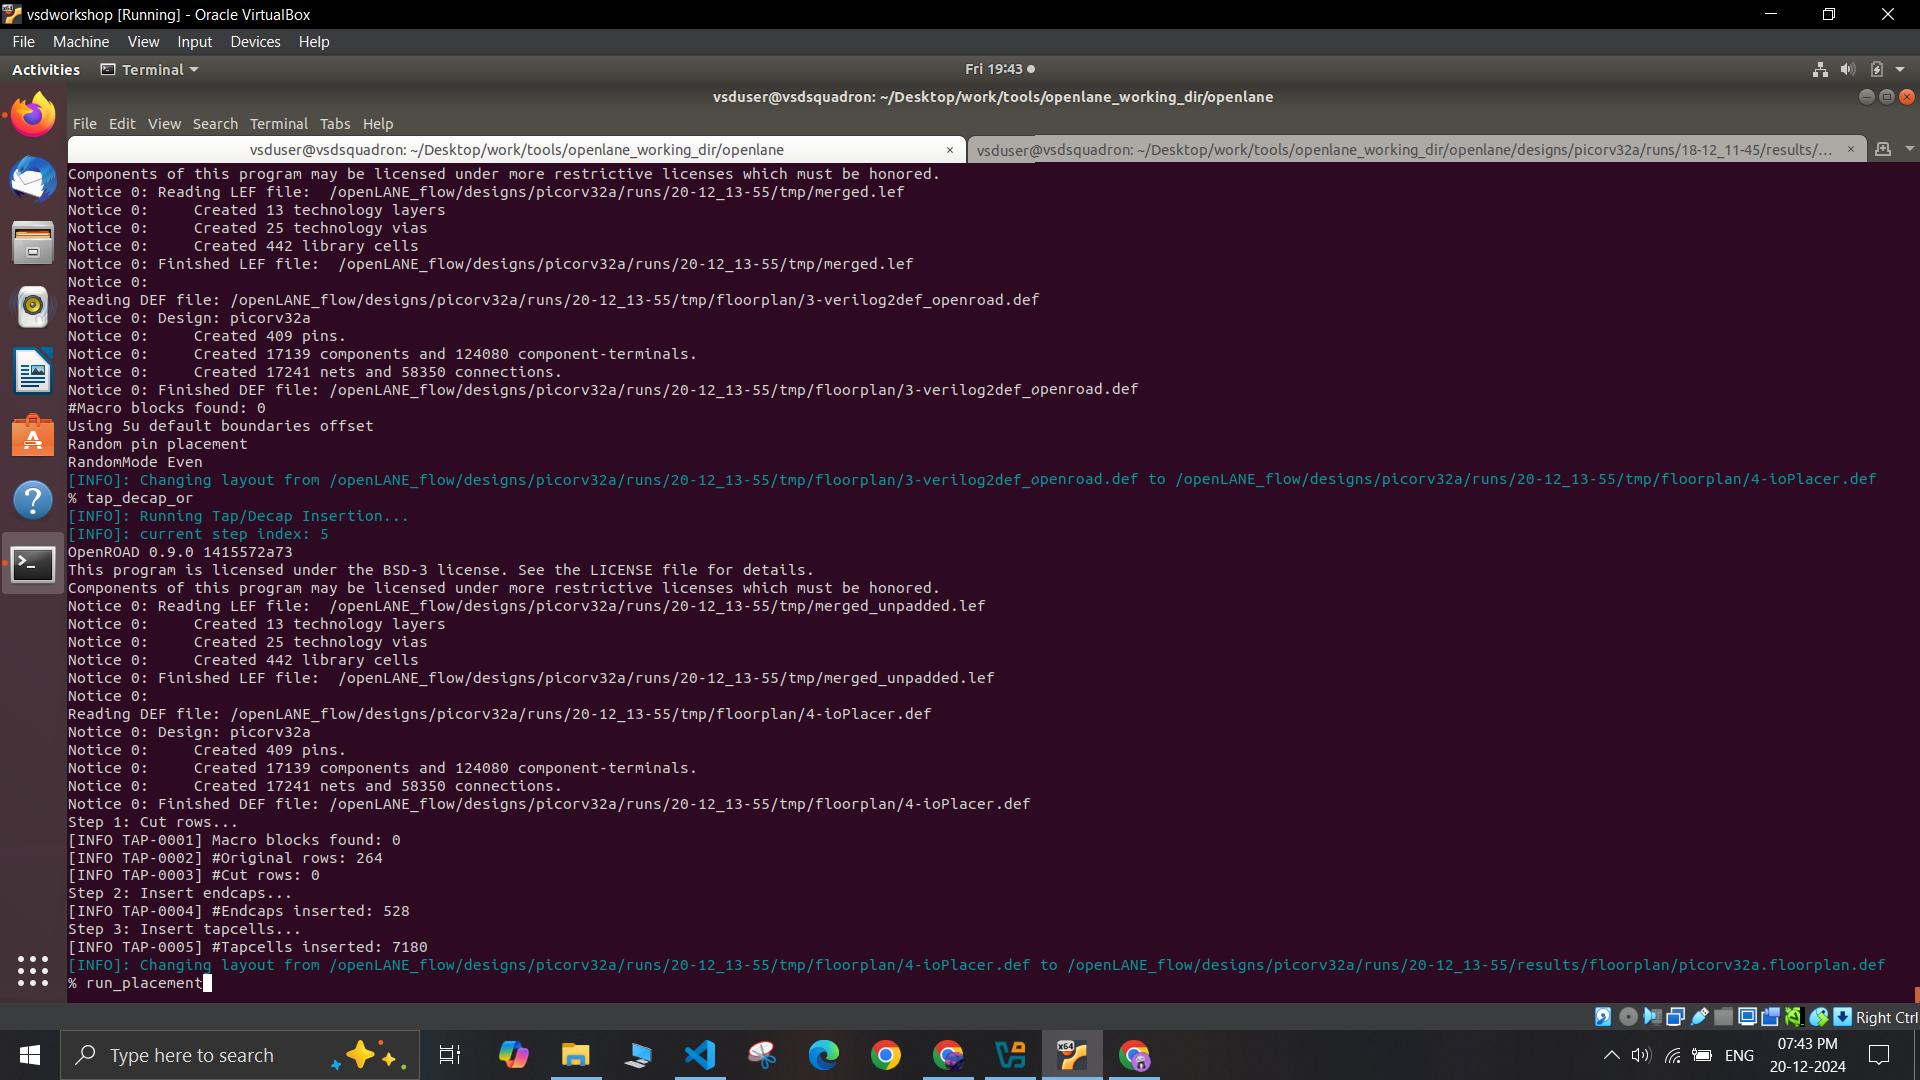 vsdworkshop [Running] - Oracle VirtualBox
File Machine View Input Devices Help
Activities Terminal Fri 19:43
vsduser@vsdsquadron: ~/Desktop/work/tools/openlane_working_dir/openlane
File Edit View Search Terminal Tabs Help
vsduser@vsdsquadron: ~/Desktop/work/tools/openlane_working_dir/openlane × vsduser@vsdsquadron: ~/Desktop/work/tools/openlane_working_dir/openlane/designs/picorv32a/runs/18-12_11-45/results/... ×
Components of this program may be licensed under more restrictive licenses which must be honored.
Notice 0: Reading LEF file:  /openLANE_flow/designs/picorv32a/runs/20-12_13-55/tmp/merged.lef
Notice 0:     Created 13 technology layers
Notice 0:     Created 25 technology vias
Notice 0:     Created 442 library cells
Notice 0: Finished LEF file:  /openLANE_flow/designs/picorv32a/runs/20-12_13-55/tmp/merged.lef
Notice 0:
Reading DEF file: /openLANE_flow/designs/picorv32a/runs/20-12_13-55/tmp/floorplan/3-verilog2def_openroad.def
Notice 0: Design: picorv32a
Notice 0:     Created 409 pins.
Notice 0:     Created 17139 components and 124080 component-terminals.
Notice 0:     Created 17241 nets and 58350 connections.
Notice 0: Finished DEF file: /openLANE_flow/designs/picorv32a/runs/20-12_13-55/tmp/floorplan/3-verilog2def_openroad.def
#Macro blocks found: 0
Using 5u default boundaries offset
Random pin placement
RandomMode Even
[INFO]: Changing layout from /openLANE_flow/designs/picorv32a/runs/20-12_13-55/tmp/floorplan/3-verilog2def_openroad.def to /openLANE_flow/designs/picorv32a/runs/20-12_13-55/tmp/floorplan/4-ioPlacer.def
% tap_decap_or
[INFO]: Running Tap/Decap Insertion...
[INFO]: current step index: 5
OpenROAD 0.9.0 1415572a73
This program is licensed under the BSD-3 license. See the LICENSE file for details.
Components of this program may be licensed under more restrictive licenses which must be honored.
Notice 0: Reading LEF file:  /openLANE_flow/designs/picorv32a/runs/20-12_13-55/tmp/merged_unpadded.lef
Notice 0:     Created 13 technology layers
Notice 0:     Created 25 technology vias
Notice 0:     Created 442 library cells
Notice 0: Finished LEF file:  /openLANE_flow/designs/picorv32a/runs/20-12_13-55/tmp/merged_unpadded.lef
Notice 0:
Reading DEF file: /openLANE_flow/designs/picorv32a/runs/20-12_13-55/tmp/floorplan/4-ioPlacer.def
Notice 0: Design: picorv32a
Notice 0:     Created 409 pins.
Notice 0:     Created 17139 components and 124080 component-terminals.
Notice 0:     Created 17241 nets and 58350 connections.
Notice 0: Finished DEF file: /openLANE_flow/designs/picorv32a/runs/20-12_13-55/tmp/floorplan/4-ioPlacer.def
Step 1: Cut rows...
[INFO TAP-0001] Macro blocks found: 0
[INFO TAP-0002] #Original rows: 264
[INFO TAP-0003] #Cut rows: 0
Step 2: Insert endcaps...
[INFO TAP-0004] #Endcaps inserted: 528
Step 3: Insert tapcells...
[INFO TAP-0005] #Tapcells inserted: 7180
[INFO]: Changing layout from /openLANE_flow/designs/picorv32a/runs/20-12_13-55/tmp/floorplan/4-ioPlacer.def to /openLANE_flow/designs/picorv32a/runs/20-12_13-55/results/floorplan/picorv32a.floorplan.def
% run_placement
Right Ctrl
Type here to search
x64
ENG
07:43 PM
20-12-2024